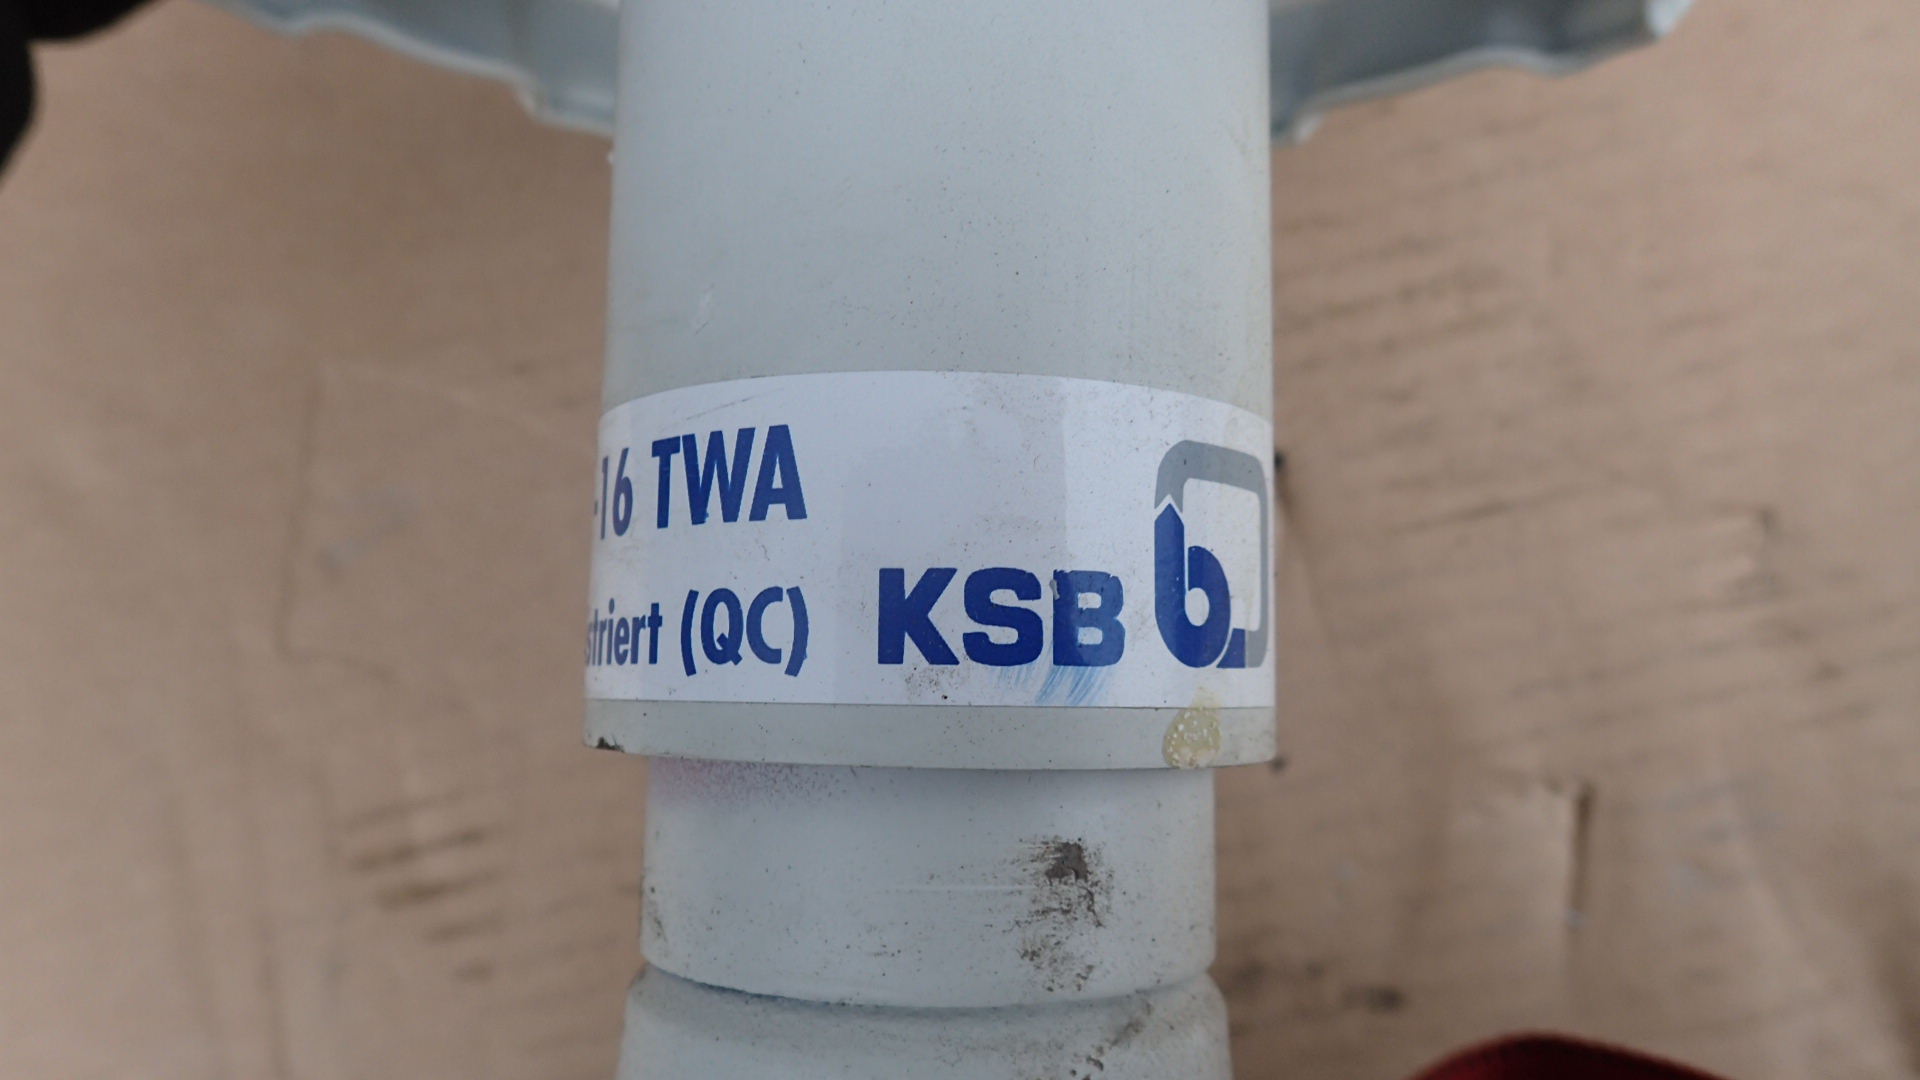 -16 TWA
striert (QC) KSB b